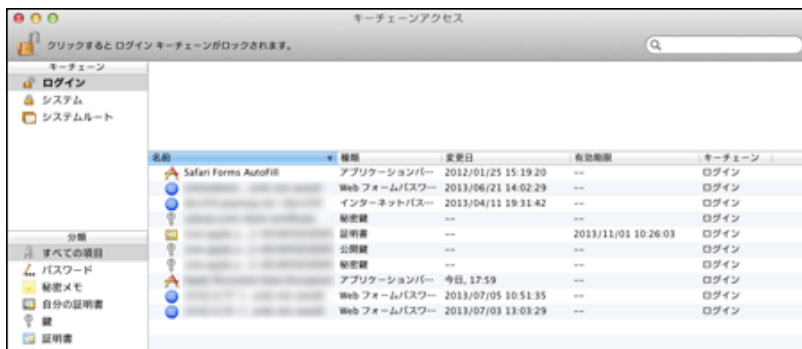 キーチェーンアクセス
クリックすると ログイン キーチェーンがロックされます。
キーチェーン
ログイン
システム
システムルート
名前 種類 変更日 有効期限 キーチェーン
Safari Forms AutoFill アプリケーションパ… 2012/01/25 15:19:20 -- ログイン
Web フォームパスワ… 2013/06/21 14:02:29 -- ログイン
インターネットパス… 2013/04/11 19:31:42 -- ログイン
秘密鍵 -- -- ログイン
証明書 -- 2013/11/01 10:26:03 ログイン
公開鍵 -- -- ログイン
秘密鍵 -- -- ログイン
アプリケーションパ… 今日, 17:59 -- ログイン
Web フォームパスワ… 2013/07/05 10:51:35 -- ログイン
Web フォームパスワ… 2013/07/03 13:03:29 -- ログイン
分類
すべての項目
パスワード
秘密メモ
自分の証明書
鍵
証明書